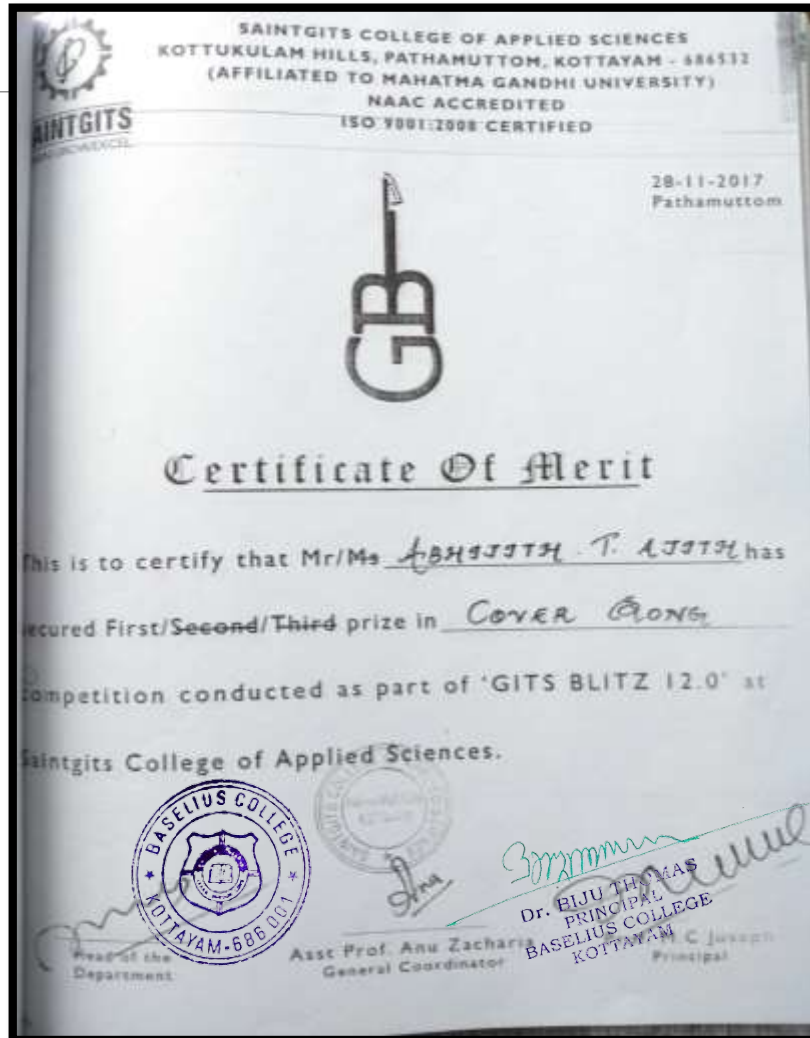 SAINTGITS COLLEGE OF APPLIED SCIENCES
KOTTUKULAM HILLS, PATHAMUTTOM, KOTTAYAM - 686532
(AFFILIATED TO MAHATMA GANDHI UNIVERSITY)
NAAC ACCREDITED
ISO 9001:2008 CERTIFIED
SAINTGITS
28-11-2017
Pathamuttom
GB
Certificate Of Merit
This is to certify that Mr/Ms ABHIJITH T. AJITH has
secured First/Second/Third prize in COVER SONG
competition conducted as part of 'GITS BLITZ 12.0' at
Saintgits College of Applied Sciences.
BASELIUS COLLEGE
KOTTAYAM-686 001
Dr. BIJU THOMAS
PRINCIPAL
BASELIUS COLLEGE
KOTTAYAM
Head of the
Department
Asst Prof. Anu Zacharia
General Coordinator
M C Joseph
Principal